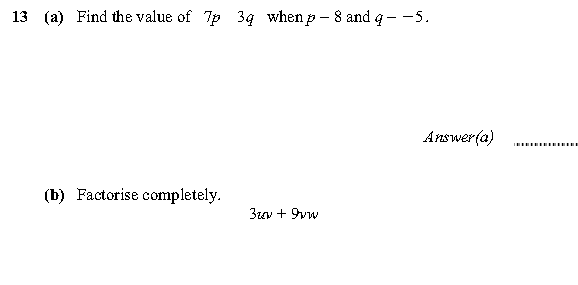 13 (a) Find the value of 7p 3q when p – 8 and q – –5.
Answer(a) ....................
(b) Factorise completely.
3uv + 9vw